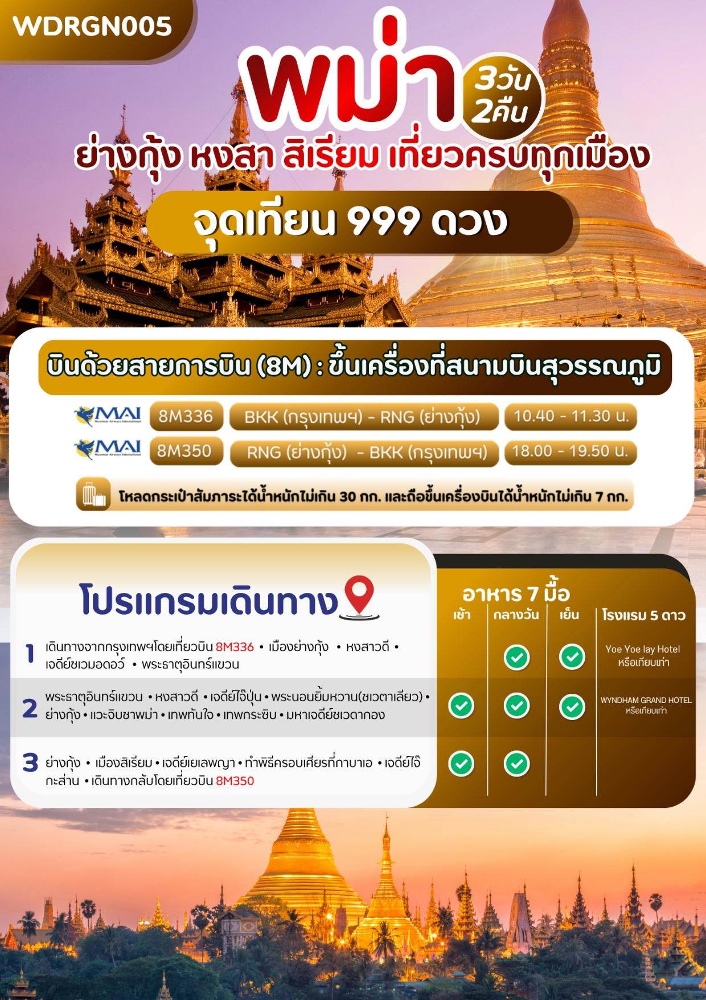 WDRGN005
พม่า
3วัน
2คืน
ย่างกุ้ง หงสา สิเรียม เที่ยวครบทุกเมือง
จุดเทียน 999 ดวง
บินด้วยสายการบิน (8M) : ขึ้นเครื่องที่สนามบินสุวรรณภูมิ
MAI Myanmar Airways International 8M336 BKK (กรุงเทพฯ) - RNG (ย่างกุ้ง) 10.40 - 11.30 น.
MAI Myanmar Airways International 8M350 RNG (ย่างกุ้ง) - BKK (กรุงเทพฯ) 18.00 - 19.50 น.
โหลดกระเป๋าสัมภาระได้น้ำหนักไม่เกิน 30 กก. และถือขึ้นเครื่องบินได้น้ำหนักไม่เกิน 7 กก.
โปรแกรมเดินทาง
อาหาร 7 มื้อ
เช้า กลางวัน เย็น โรงแรม 5 ดาว
1 เดินทางจากกรุงเทพฯโดยเที่ยวบิน 8M336 • เมืองย่างกุ้ง • หงสาวดี •
เจดีย์ชเวมอดอว์ • พระธาตุอินทร์แขวน
Yoe Yoe lay Hotel
หรือเทียบเท่า
2 พระธาตุอินทร์แขวน • หงสาวดี • เจดีย์ไจ๊ปุ่น • พระนอนยิ้มหวาน(ชเวตาเลียว) •
ย่างกุ้ง • แวะจิบชาพม่า • เทพทันใจ • เทพกระซิบ • มหาเจดีย์ชเวดากอง
WYNDHAM GRAND HOTEL
หรือเทียบเท่า
3 ย่างกุ้ง • เมืองสิเรียม • เจดีย์เยเลพญา • ทำพิธีครอบเศียรที่กาบาเอ • เจดีย์ไจ๊
กะส่าน • เดินทางกลับโดยเที่ยวบิน 8M350